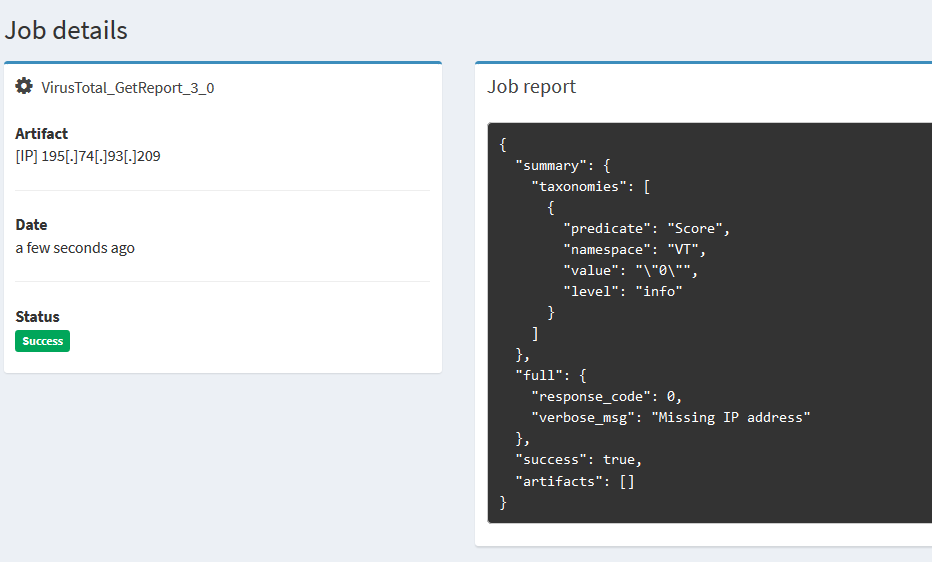 Job details
VirusTotal_GetReport_3_0
Artifact
[IP] 195[.]74[.]93[.]209
Date
a few seconds ago
Status
Success
Job report
{
  "summary": {
    "taxonomies": [
      {
        "predicate": "Score",
        "namespace": "VT",
        "value": "\"0\"",
        "level": "info"
      }
    ]
  },
  "full": {
    "response_code": 0,
    "verbose_msg": "Missing IP address"
  },
  "success": true,
  "artifacts": []
}